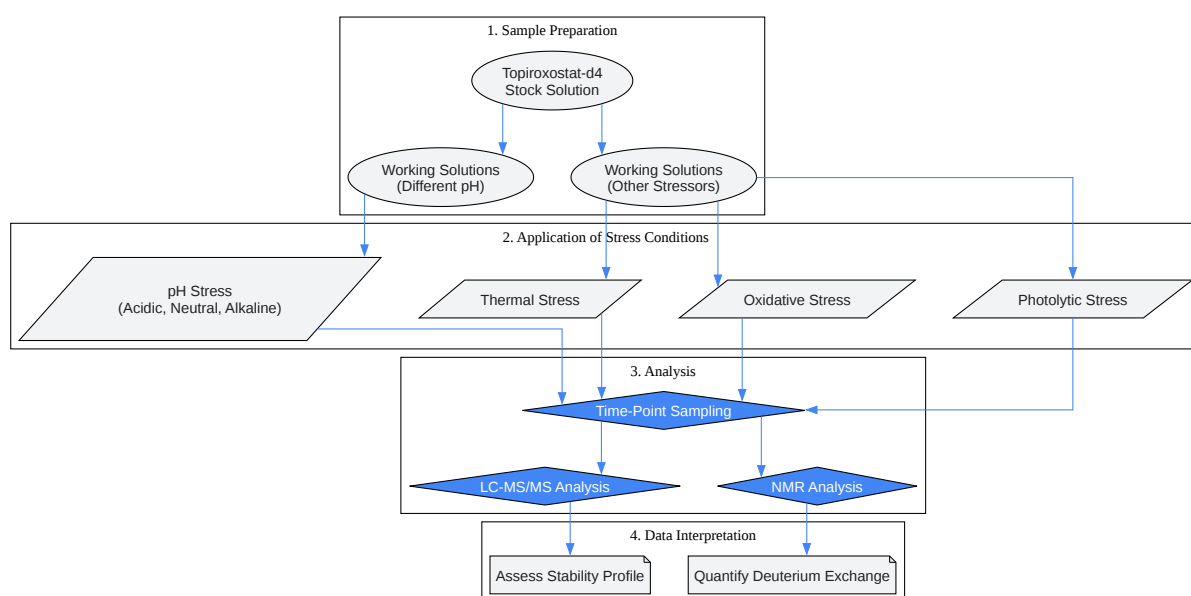 1. Sample Preparation
Topiroxostat-d4
Stock Solution
Working Solutions
(Different pH)
Working Solutions
(Other Stressors)
2. Application of Stress Conditions
pH Stress
(Acidic, Neutral, Alkaline)
Thermal Stress
Oxidative Stress
Photolytic Stress
3. Analysis
Time-Point Sampling
LC-MS/MS Analysis
NMR Analysis
4. Data Interpretation
Assess Stability Profile
Quantify Deuterium Exchange